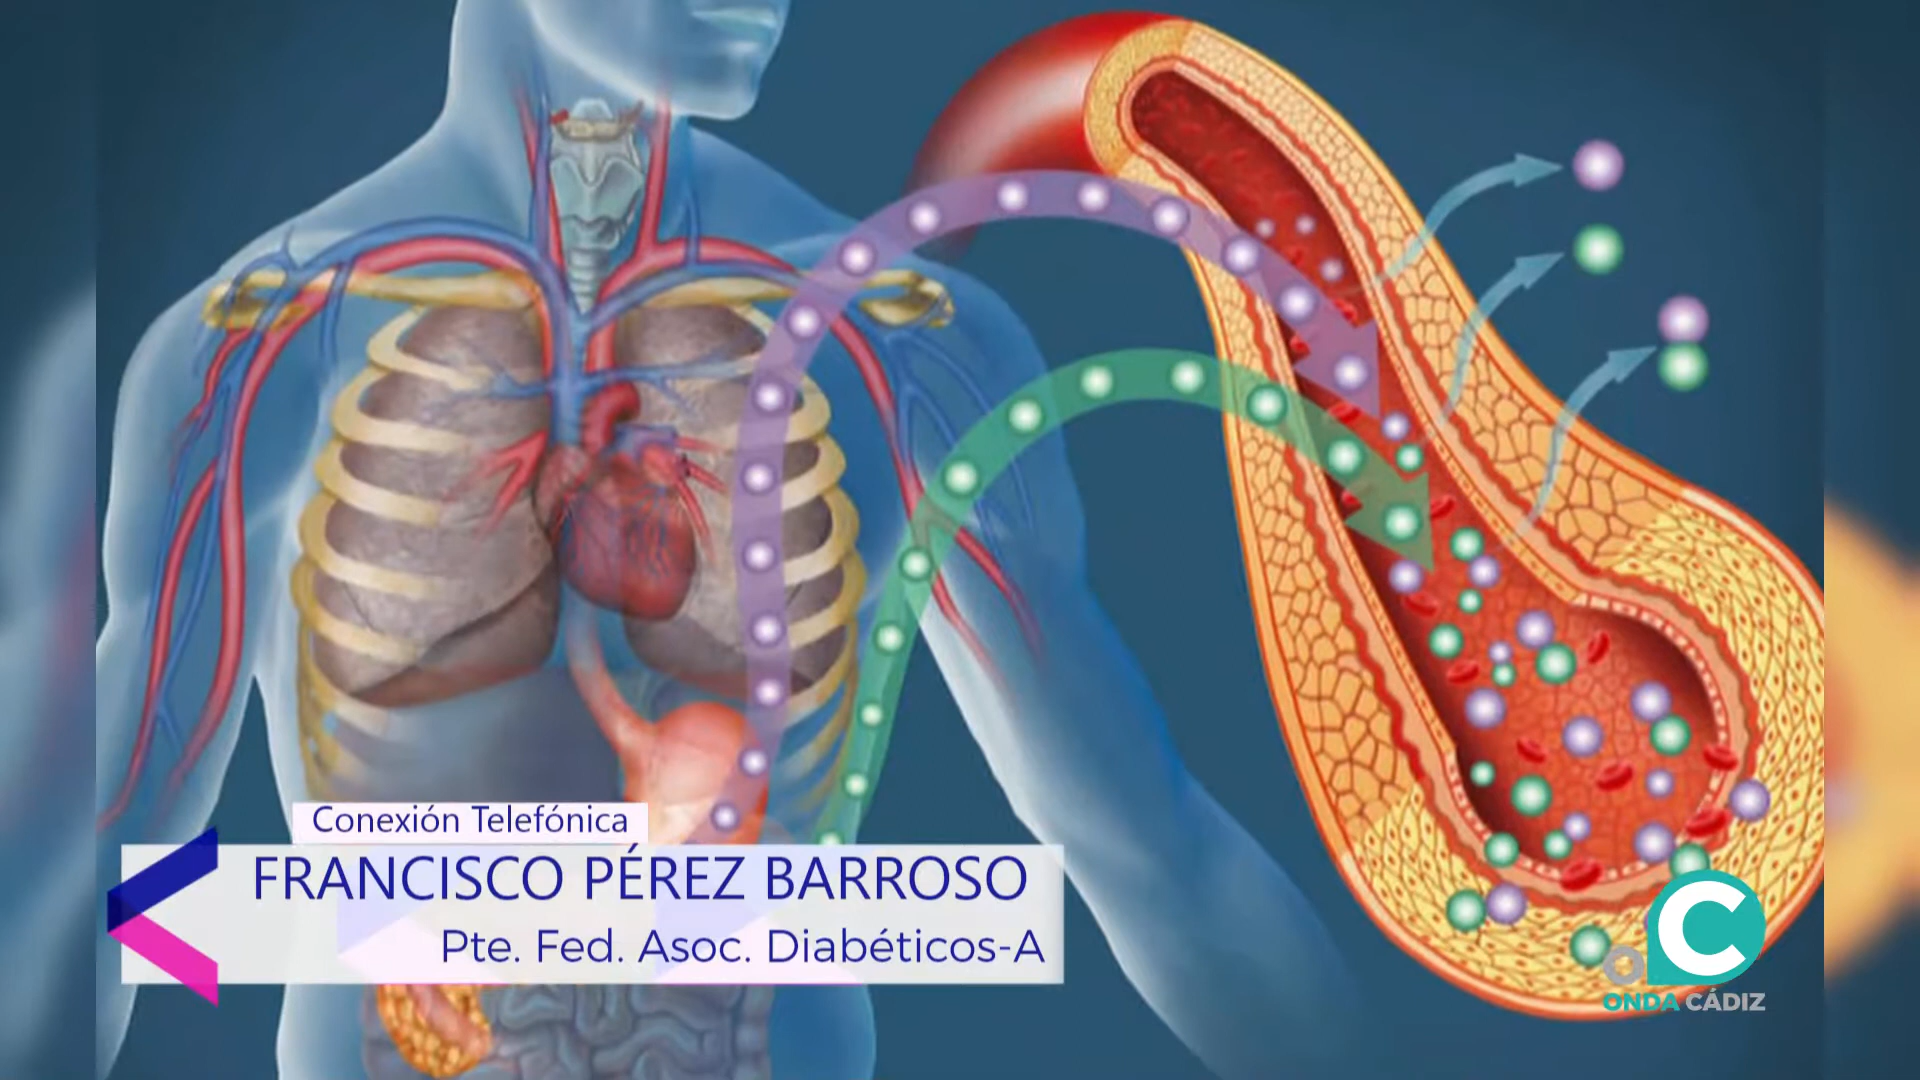 Conexión Telefónica
FRANCISCO PÉREZ BARROSO
Pte. Fed. Asoc. Diabéticos-A
ONDA CÁDIZ